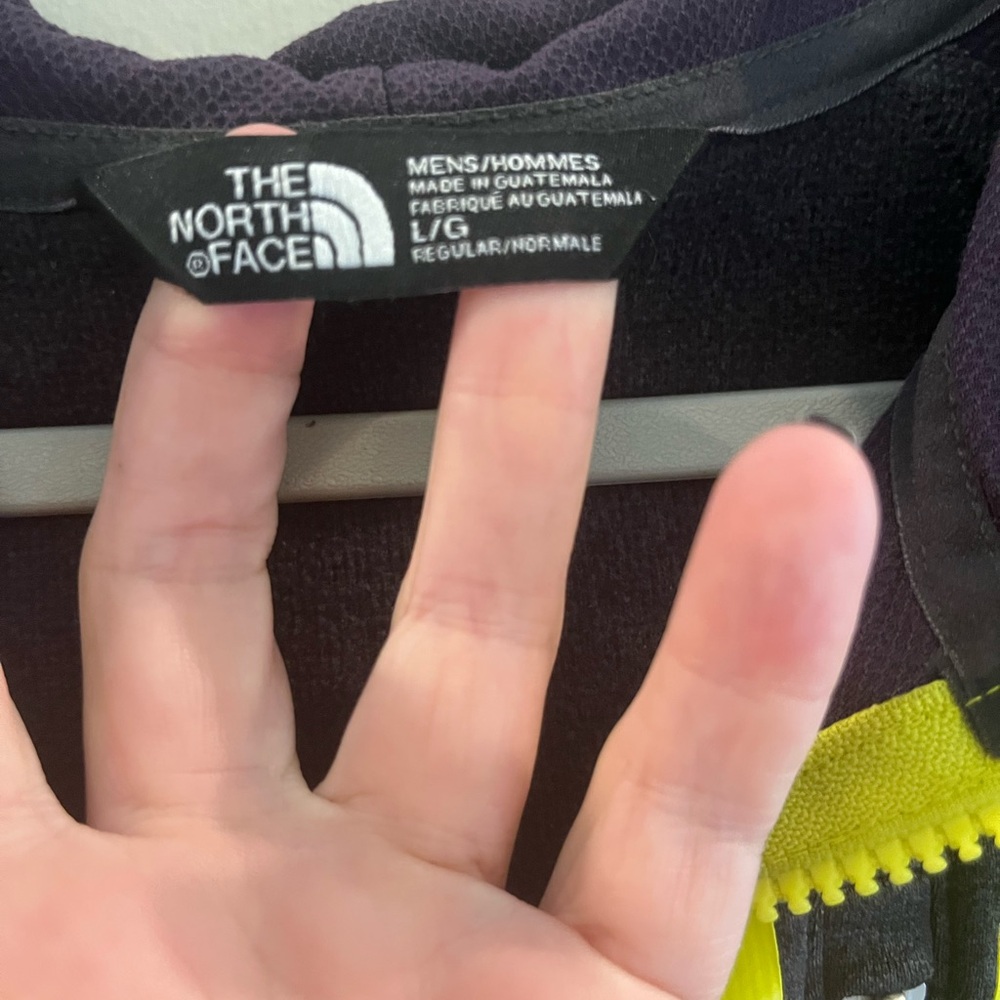 THE
NORTH
®FACE
MENS/HOMMES
MADE IN GUATEMALA
FABRIQUÉ AU GUATEMALA
L/G
REGULAR/NORMALE